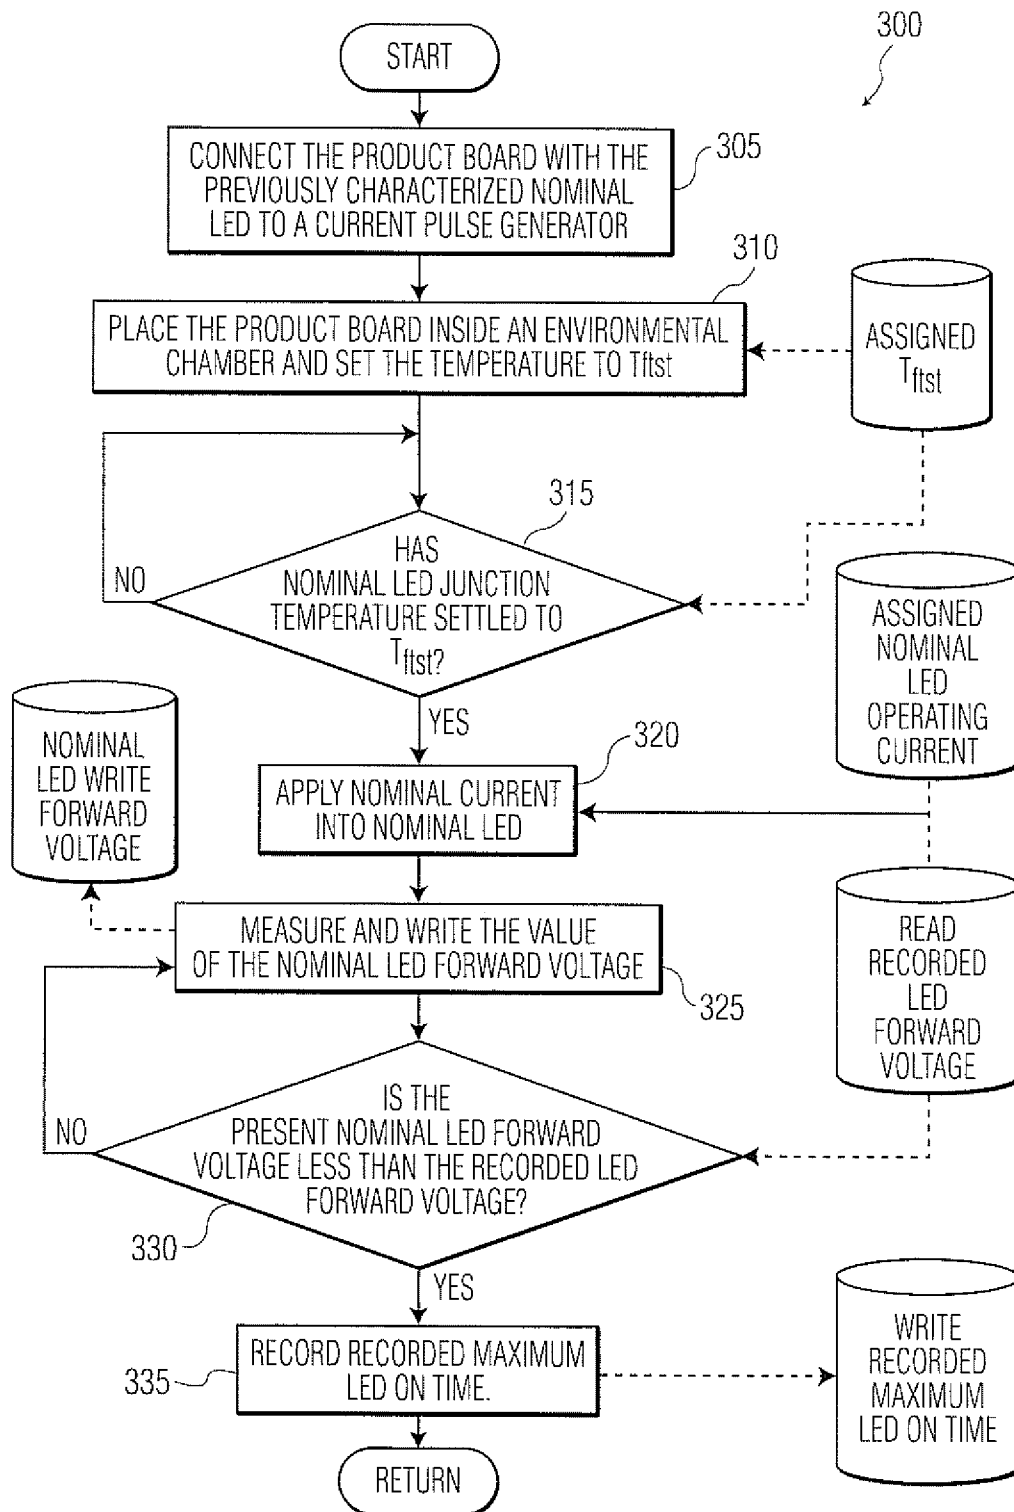 300
START
CONNECT THE PRODUCT BOARD WITH THE
PREVIOUSLY CHARACTERIZED NOMINAL
LED TO A CURRENT PULSE GENERATOR
305
310
PLACE THE PRODUCT BOARD INSIDE AN ENVIRONMENTAL
CHAMBER AND SET THE TEMPERATURE TO Tftst
ASSIGNED
Tftst
315
HAS
NOMINAL LED JUNCTION
TEMPERATURE SETTLED TO
Tftst?
NO
YES
ASSIGNED
NOMINAL
LED
OPERATING
CURRENT
NOMINAL
LED WRITE
FORWARD
VOLTAGE
320
APPLY NOMINAL CURRENT
INTO NOMINAL LED
MEASURE AND WRITE THE VALUE
OF THE NOMINAL LED FORWARD VOLTAGE
325
READ
RECORDED
LED
FORWARD
VOLTAGE
IS THE
PRESENT NOMINAL LED FORWARD
VOLTAGE LESS THAN THE RECORDED LED
FORWARD VOLTAGE?
NO
330
YES
RECORD RECORDED MAXIMUM
LED ON TIME.
335
WRITE
RECORDED
MAXIMUM
LED ON TIME
RETURN